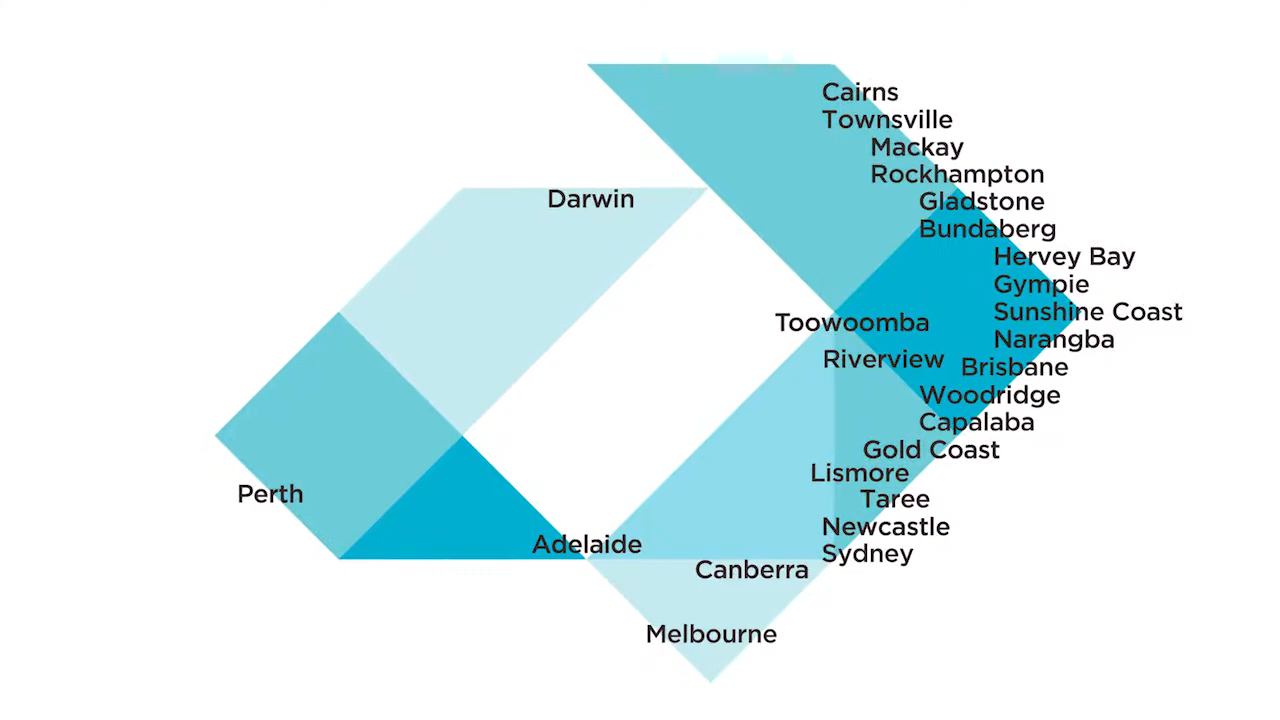 Cairns
Townsville
Mackay
Rockhampton
Darwin
Gladstone
Bundaberg
Hervey Bay
Gympie
Sunshine Coast
Toowoomba
Narangba
Riverview
Brisbane
Woodridge
Capalaba
Gold Coast
Lismore
Perth
Taree
Newcastle
Adelaide
Sydney
Canberra
Melbourne